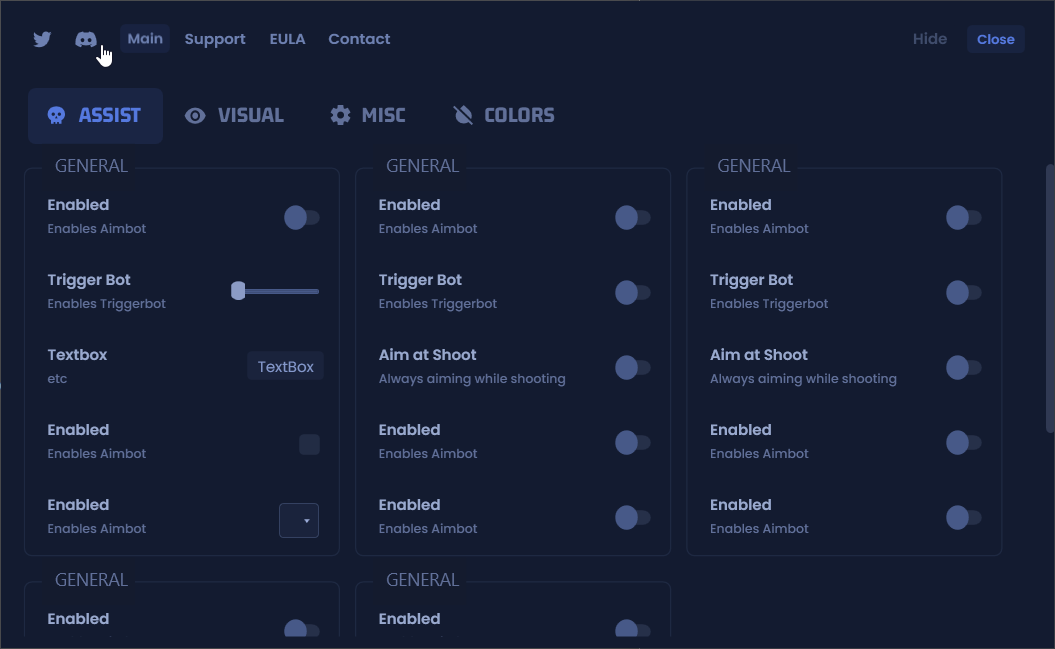 Main Support EULA Contact Hide Close
ASSIST VISUAL MISC COLORS
GENERAL
Enabled
Enables Aimbot
Trigger Bot
Enables Triggerbot
Textbox
etc
TextBox
Enabled
Enables Aimbot
Enabled
Enables Aimbot
GENERAL
Enabled
Enables Aimbot
Trigger Bot
Enables Triggerbot
Aim at Shoot
Always aiming while shooting
Enabled
Enables Aimbot
Enabled
Enables Aimbot
GENERAL
Enabled
Enables Aimbot
Trigger Bot
Enables Triggerbot
Aim at Shoot
Always aiming while shooting
Enabled
Enables Aimbot
Enabled
Enables Aimbot
GENERAL
Enabled
GENERAL
Enabled